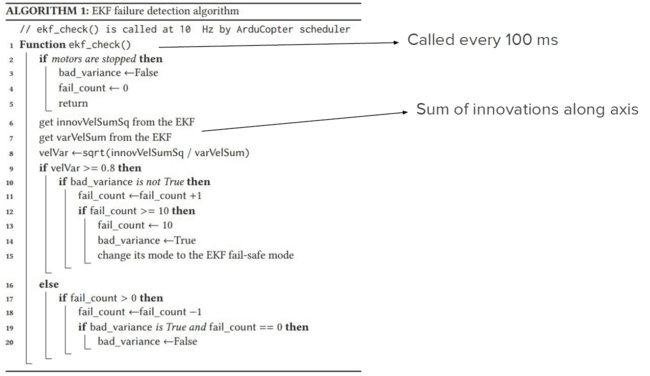 ALGORITHM 1: EKF failure detection algorithm
// ekf_check() is called at 10 Hz by ArduCopter scheduler
1 Function ekf_check()
Called every 100 ms
2 if motors are stopped then
3 bad_variance ←False
4 fail_count ← 0
5 return
6 get innovVelSumSq from the EKF
Sum of innovations along axis
7 get varVelSum from the EKF
8 velVar ←sqrt(innovVelSumSq / varVelSum)
9 if velVar >= 0.8 then
10 if bad_variance is not True then
11 fail_count ←fail_count +1
12 if fail_count >= 10 then
13 fail_count ← 10
14 bad_variance ←True
15 change its mode to the EKF fail-safe mode
16 else
17 if fail_count > 0 then
18 fail_count ←fail_count −1
19 if bad_variance is True and fail_count == 0 then
20 bad_variance ←False